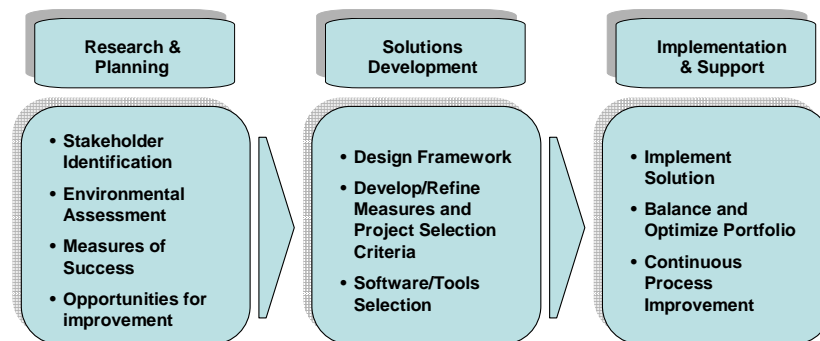 Research &
Planning
Solutions
Development
Implementation
& Support
• Stakeholder
Identification
• Environmental
Assessment
• Measures of
Success
• Opportunities for
improvement
• Design Framework
• Develop/Refine
Measures and
Project Selection
Criteria
• Software/Tools
Selection
• Implement
Solution
• Balance and
Optimize Portfolio
• Continuous
Process
Improvement